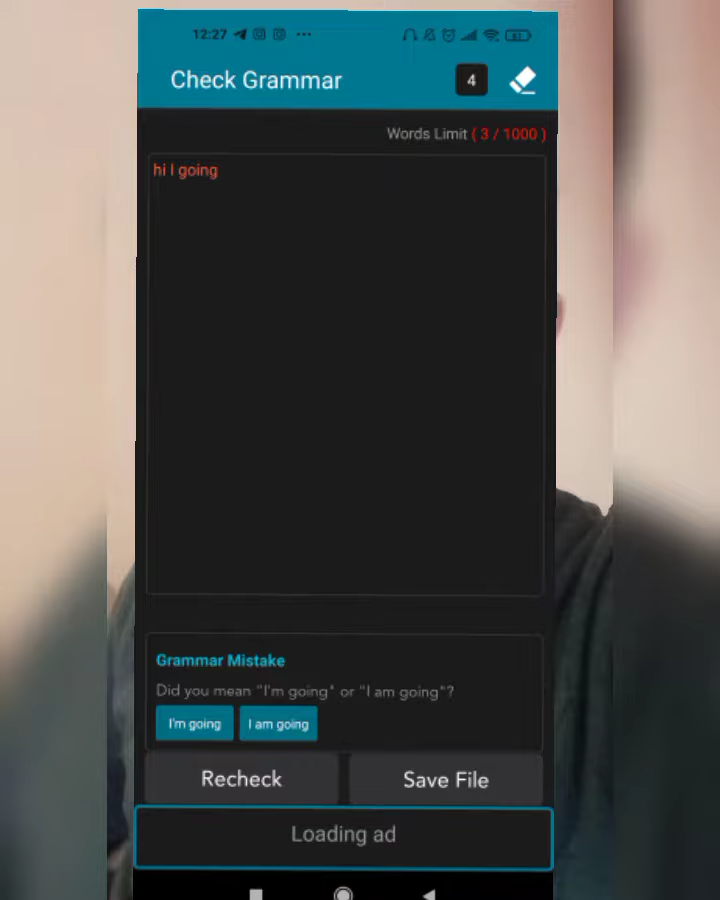 12:27
Check Grammar
4
Words Limit ( 3 / 1000 )
hi I going
Grammar Mistake
Did you mean "I'm going" or "I am going"?
I'm going
I am going
Recheck
Save File
Loading ad